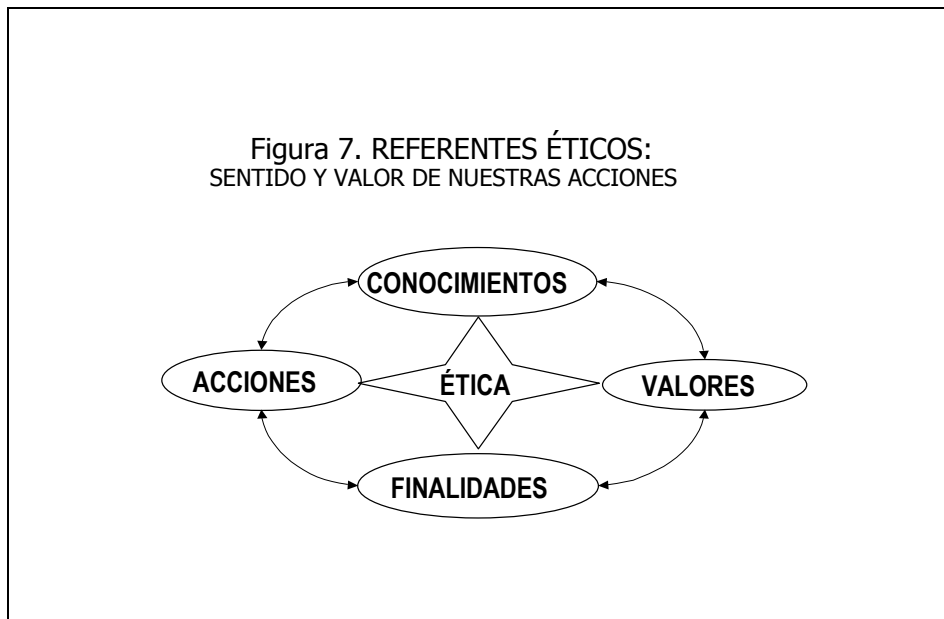 Figura 7. REFERENTES ÉTICOS:
SENTIDO Y VALOR DE NUESTRAS ACCIONES
CONOCIMIENTOS
ACCIONES
ÉTICA
VALORES
FINALIDADES